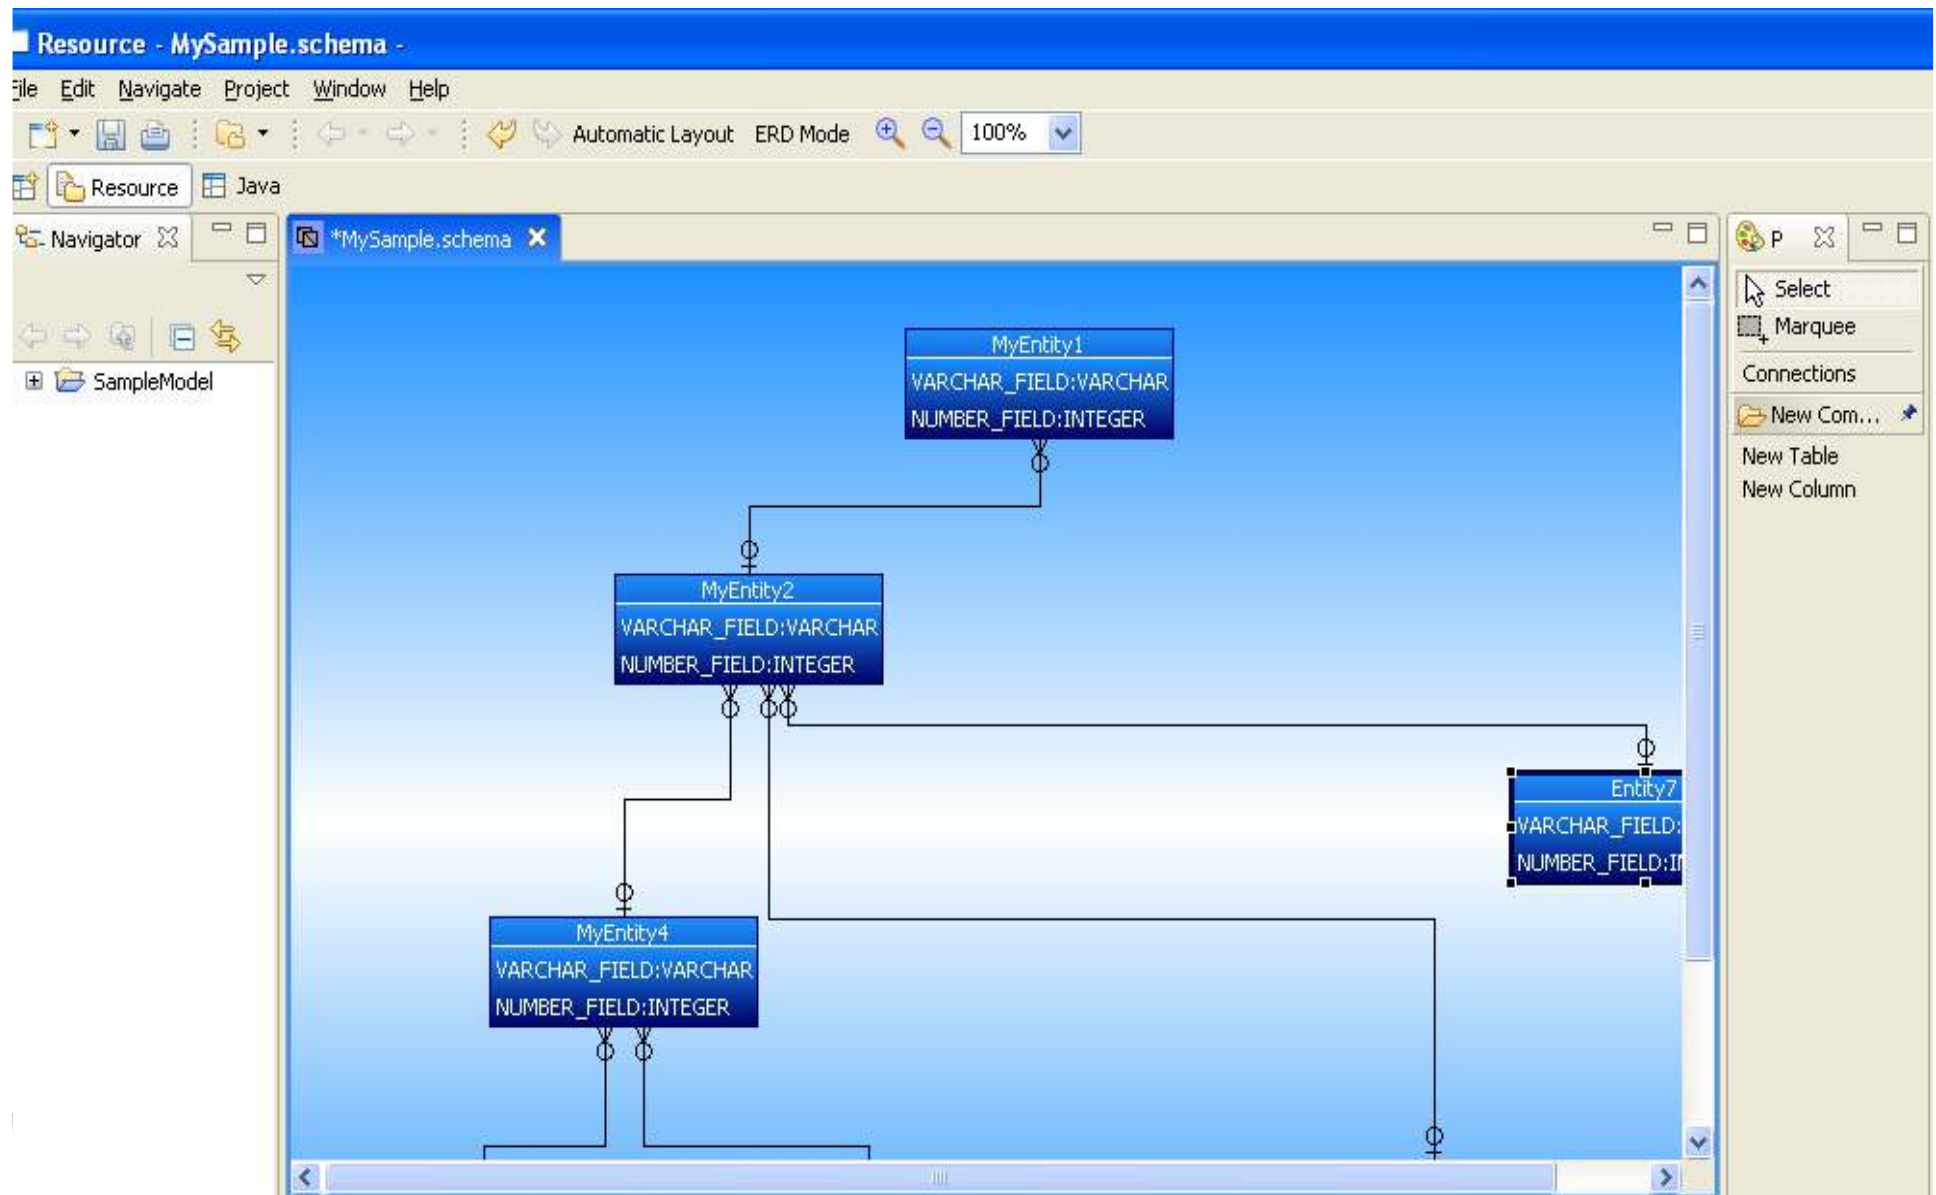 Resource - MySample.schema -
File Edit Navigate Project Window Help
Automatic Layout ERD Mode 100%
Resource Java
Navigator
*MySample.schema
P
Select
Marquee
SampleModel
Connections
New Com...
New Table
New Column
MyEntity1
VARCHAR_FIELD:VARCHAR
NUMBER_FIELD:INTEGER
MyEntity2
VARCHAR_FIELD:VARCHAR
NUMBER_FIELD:INTEGER
Entity7
VARCHAR_FIELD:
NUMBER_FIELD:I
MyEntity4
VARCHAR_FIELD:VARCHAR
NUMBER_FIELD:INTEGER